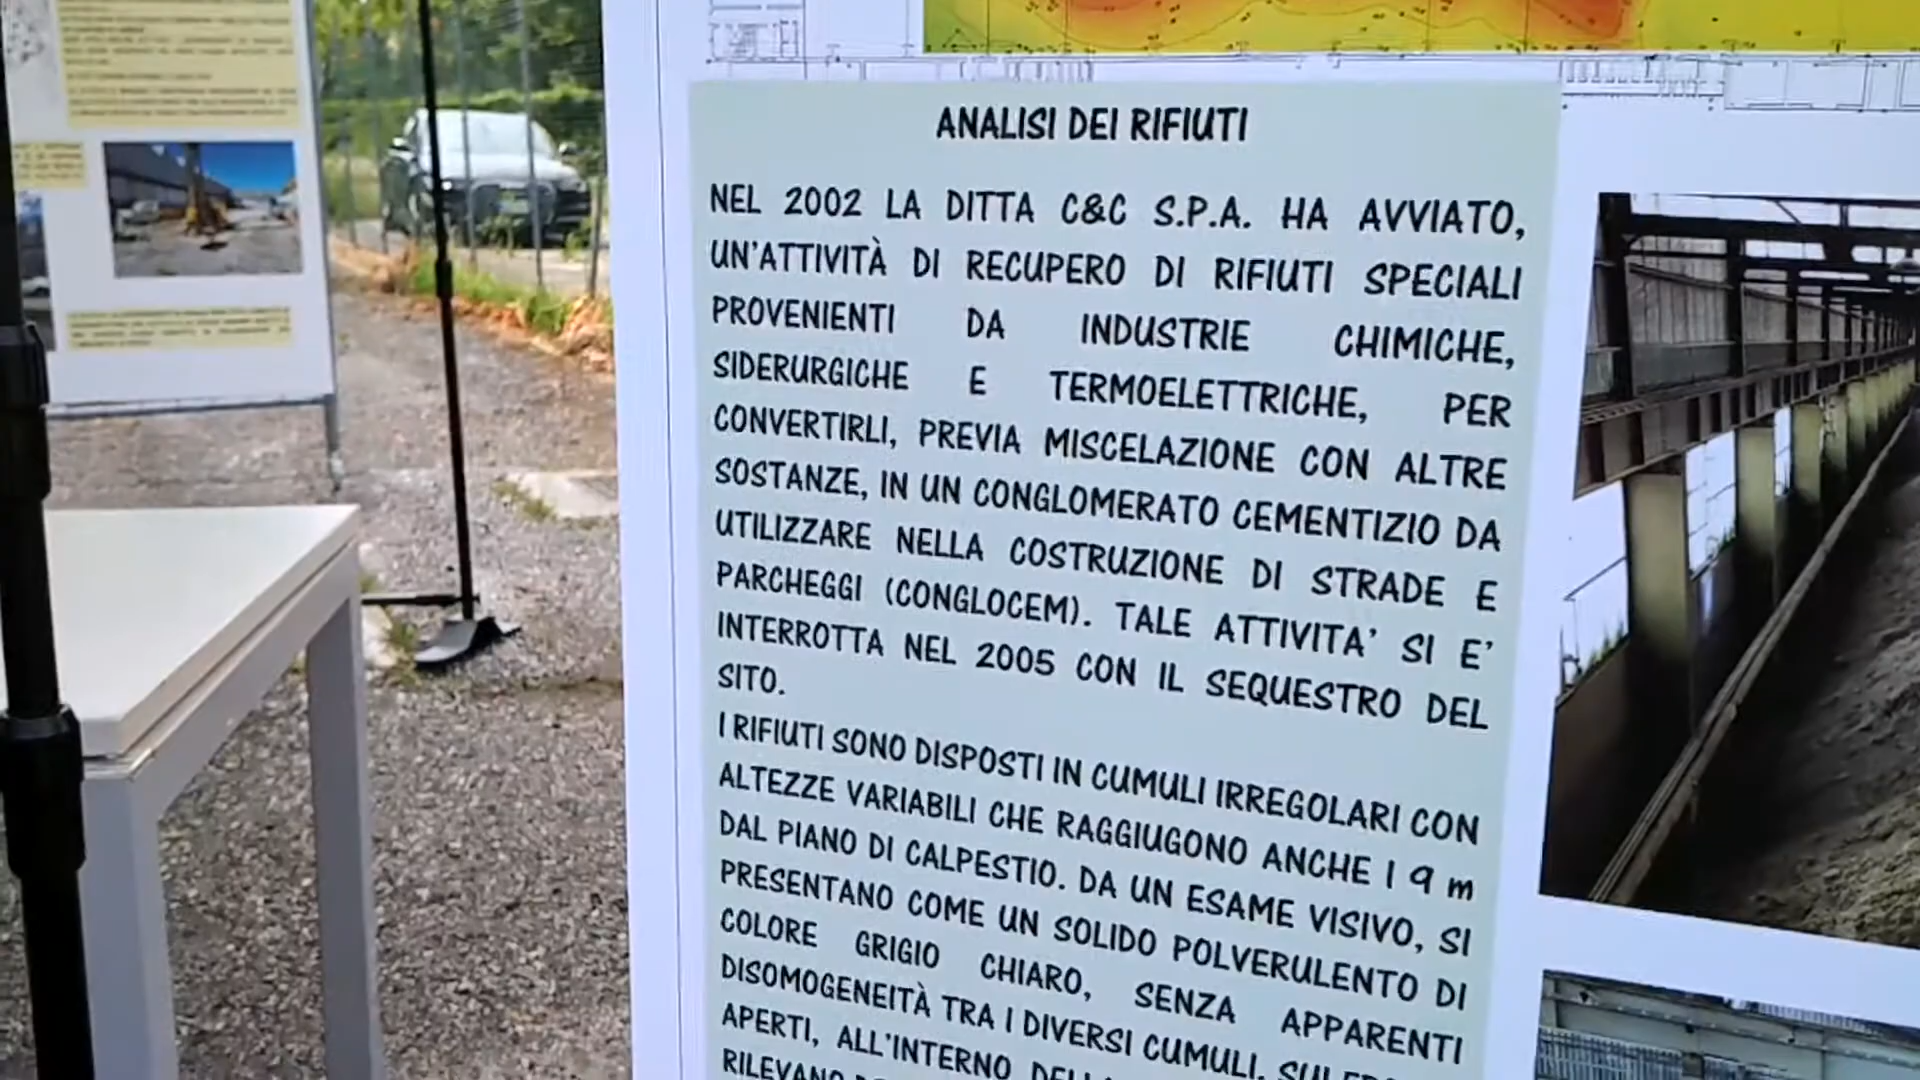 ANALISI DEI RIFIUTI
NEL 2002 LA DITTA C&C S.P.A. HA AVVIATO,
UN'ATTIVITÀ DI RECUPERO DI RIFIUTI SPECIALI
PROVENIENTI DA INDUSTRIE CHIMICHE,
SIDERURGICHE E TERMOELETTRICHE, PER
CONVERTIRLI, PREVIA MISCELAZIONE CON ALTRE
SOSTANZE, IN UN CONGLOMERATO CEMENTIZIO DA
UTILIZZARE NELLA COSTRUZIONE DI STRADE E
PARCHEGGI (CONGLOCEM). TALE ATTIVITA' SI E'
INTERROTTA NEL 2005 CON IL SEQUESTRO DEL
SITO.
I RIFIUTI SONO DISPOSTI IN CUMULI IRREGOLARI CON
ALTEZZE VARIABILI CHE RAGGIUGONO ANCHE I 9 m
DAL PIANO DI CALPESTIO. DA UN ESAME VISIVO, SI
PRESENTANO COME UN SOLIDO POLVERULENTO DI
COLORE GRIGIO CHIARO, SENZA APPARENTI
DISOMOGENEITÀ TRA I DIVERSI CUMULI.
APERTI, ALL'INTERNO
RILEVANO